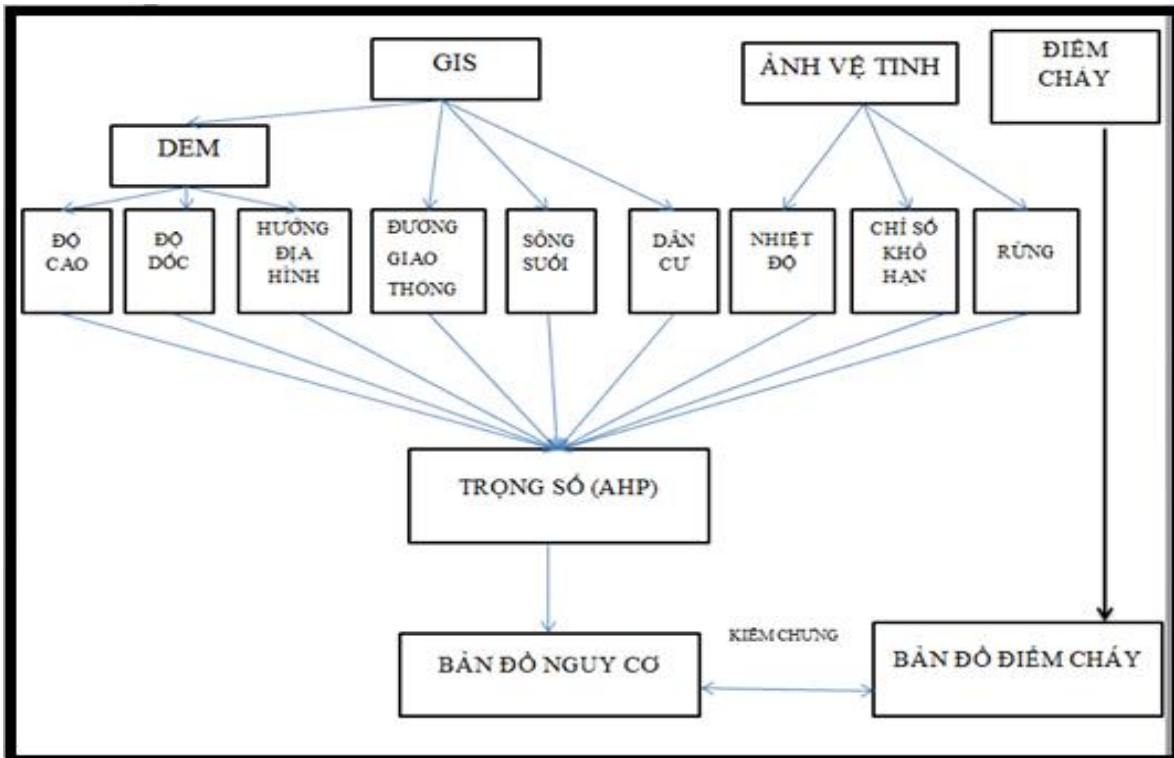 GIS
ẢNH VỆ TINH
ĐIỂM
CHÁY
DEM
ĐỘ
CAO
ĐỘ
DỐC
HƯỚNG
ĐỊA
HÌNH
ĐƯƠNG
GIAO
THÔNG
SÔNG
SUỐI
DÂN
CƯ
NHIỆT
ĐỘ
CHỈ SỐ
KHÔ
HẠN
RỪNG
TRỌNG SỐ (AHP)
KIỂM CHƯNG
BẢN ĐỒ NGUY CƠ
BẢN ĐỒ ĐIỂM CHÁY